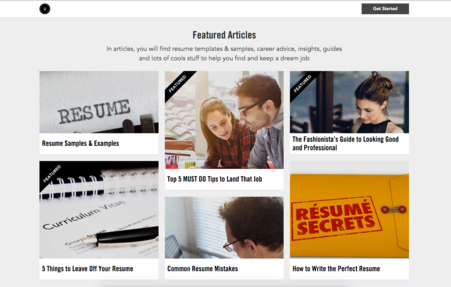 V
Get Started
Featured Articles
In articles, you will find resume templates & samples, career advice, insights, guides
and lots of cools stuff to help you find and keep a dream job
RESUME
Resume Samples & Examples
FEATURED
Top 5 MUST DO Tips to Land That Job
FEATURED
The Fashionista's Guide to Looking Good
and Professional
FEATURED
Curriculum Vitae
5 Things to Leave Off Your Resume
Common Resume Mistakes
RÉSUMÉ
SECRETS
How to Write the Perfect Resume